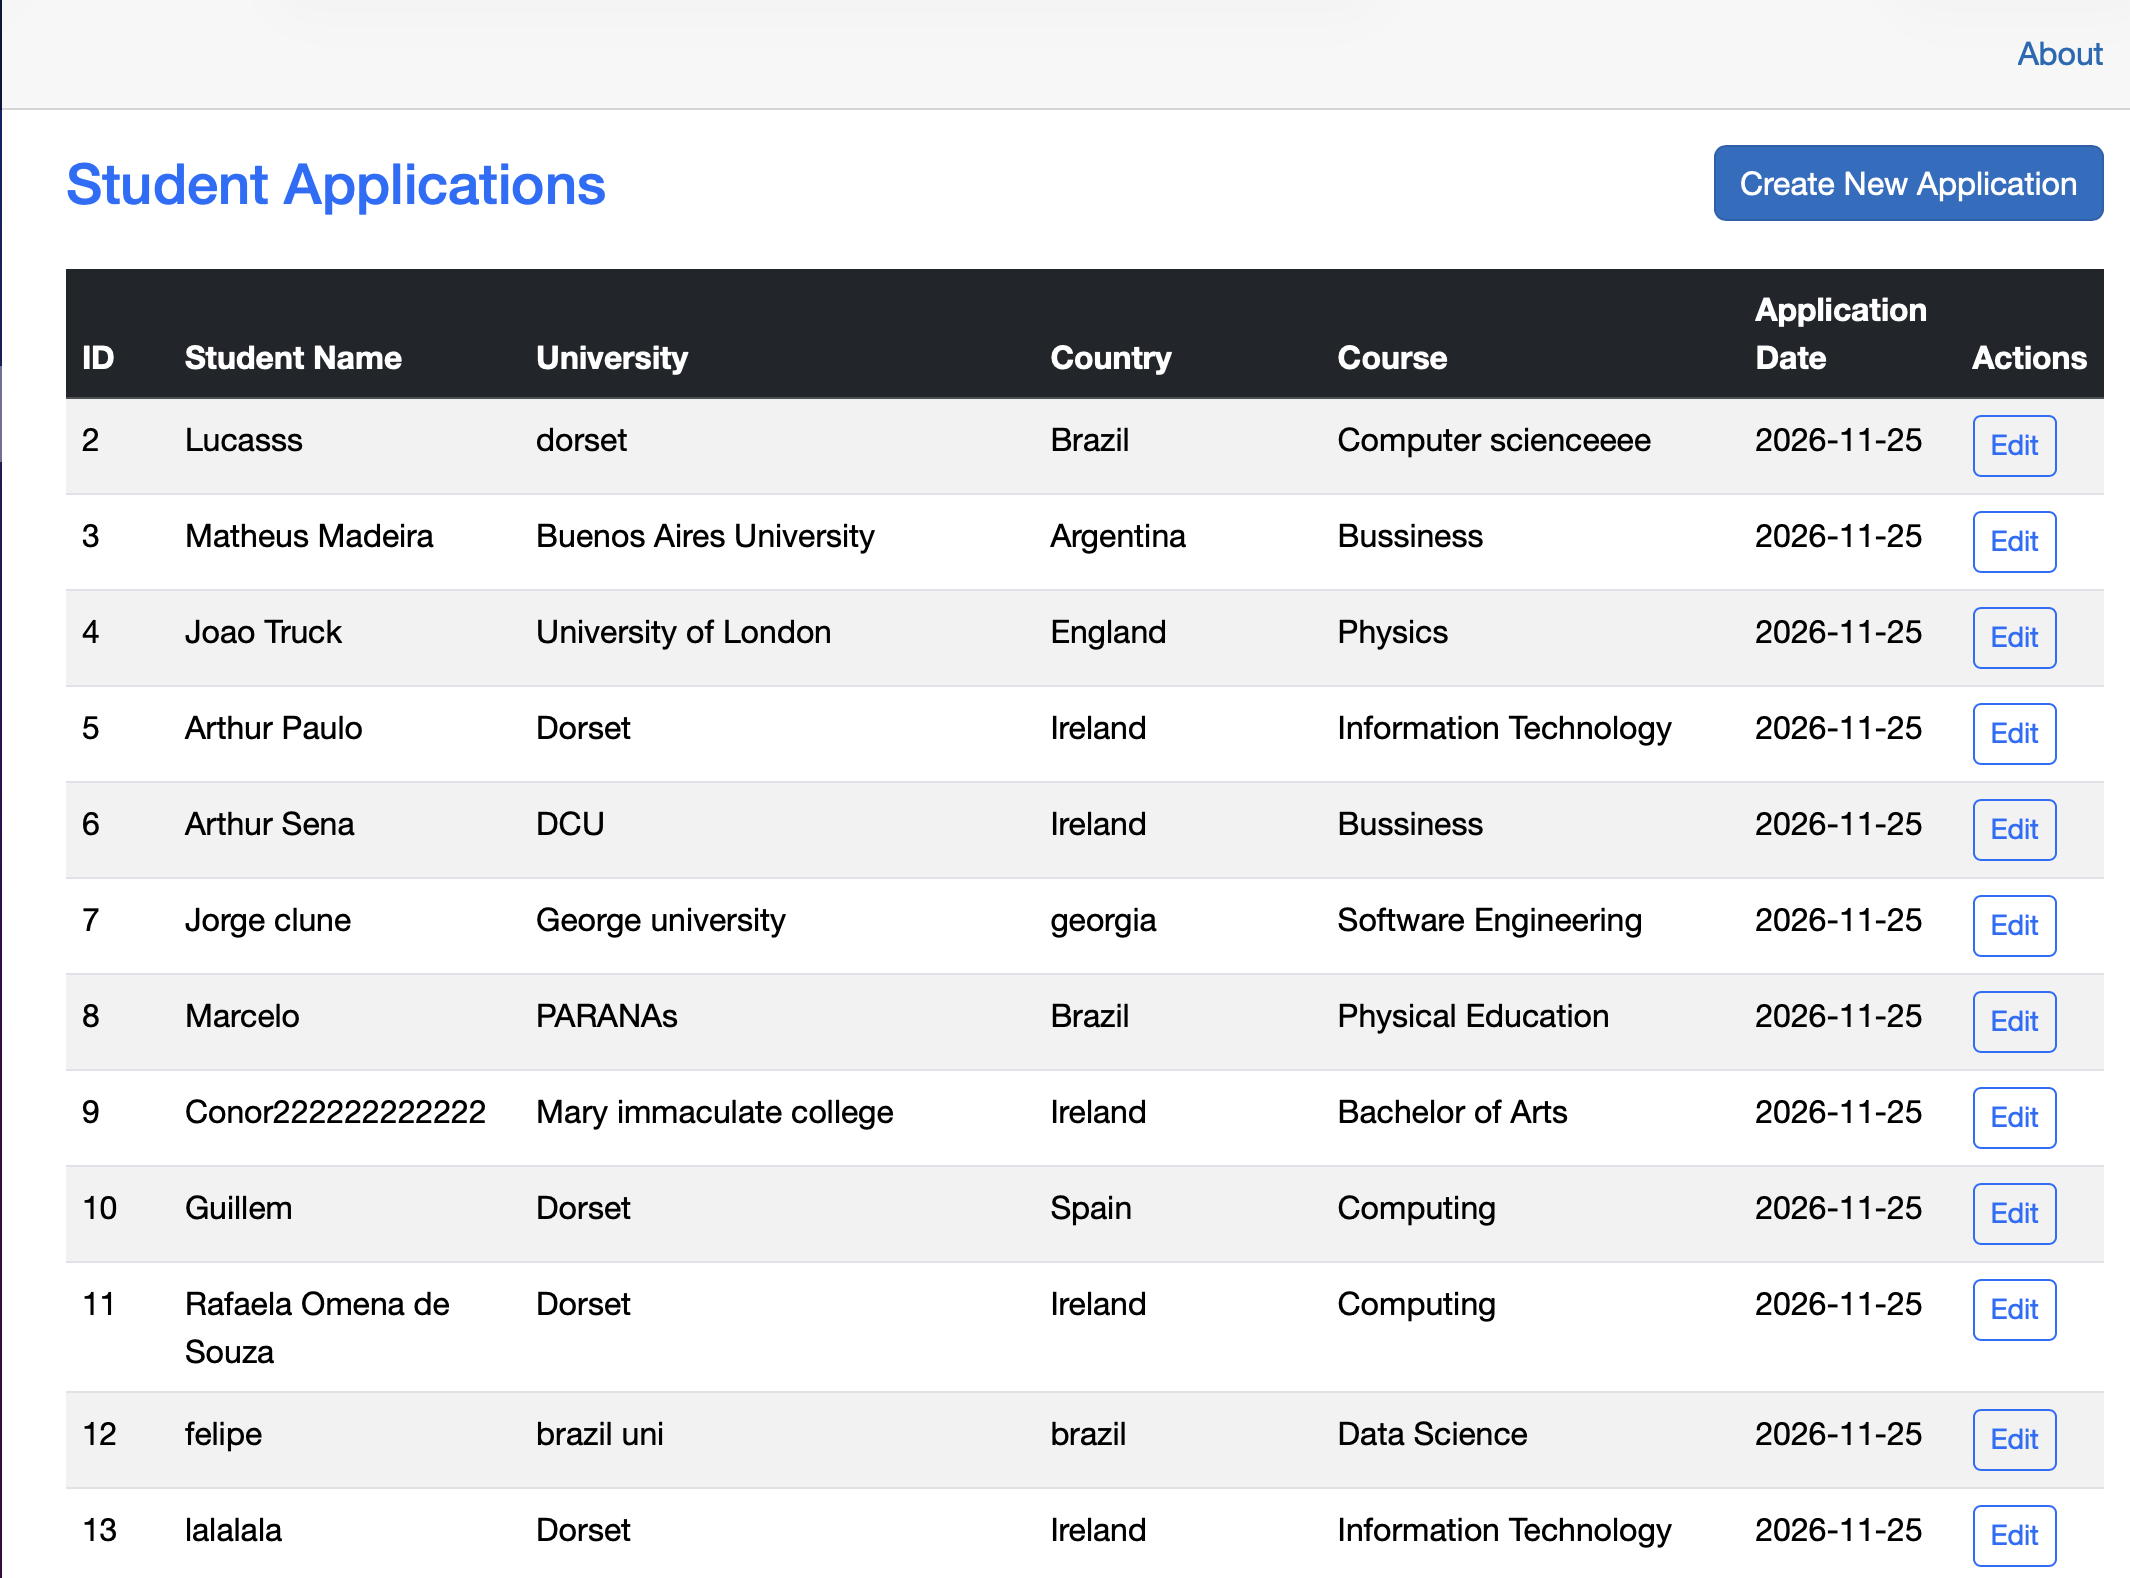 About
Student Applications
Create New Application
ID Student Name University Country Course Application Date Actions
2 Lucasss dorset Brazil Computer scienceeee 2026-11-25 Edit
3 Matheus Madeira Buenos Aires University Argentina Bussiness 2026-11-25 Edit
4 Joao Truck University of London England Physics 2026-11-25 Edit
5 Arthur Paulo Dorset Ireland Information Technology 2026-11-25 Edit
6 Arthur Sena DCU Ireland Bussiness 2026-11-25 Edit
7 Jorge clune George university georgia Software Engineering 2026-11-25 Edit
8 Marcelo PARANAs Brazil Physical Education 2026-11-25 Edit
9 Conor222222222222 Mary immaculate college Ireland Bachelor of Arts 2026-11-25 Edit
10 Guillem Dorset Spain Computing 2026-11-25 Edit
11 Rafaela Omena de Souza Dorset Ireland Computing 2026-11-25 Edit
12 felipe brazil uni brazil Data Science 2026-11-25 Edit
13 lalalala Dorset Ireland Information Technology 2026-11-25 Edit